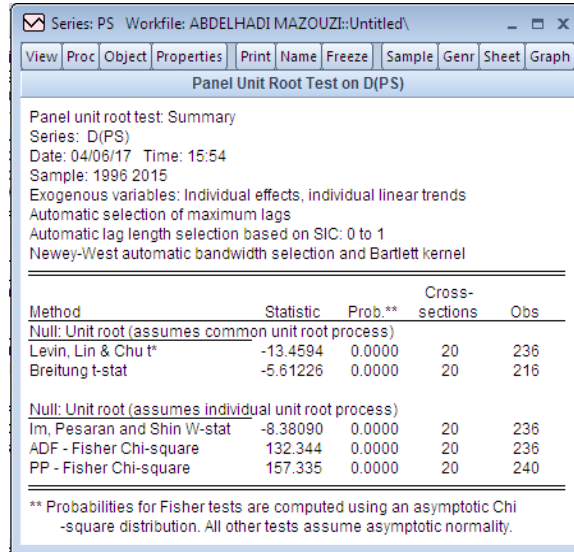 Series: PS Workfile: ABDELHADI MAZOUZI::Untitled\
View Proc Object Properties Print Name Freeze Sample Genr Sheet Graph
Panel Unit Root Test on D(PS)
Panel unit root test: Summary
Series: D(PS)
Date: 04/06/17 Time: 15:54
Sample: 1996 2015
Exogenous variables: Individual effects, individual linear trends
Automatic selection of maximum lags
Automatic lag length selection based on SIC: 0 to 1
Newey-West automatic bandwidth selection and Bartlett kernel
Cross-
Method Statistic Prob.** sections Obs
Null: Unit root (assumes common unit root process)
Levin, Lin & Chu t* -13.4594 0.0000 20 236
Breitung t-stat -5.61226 0.0000 20 216
Null: Unit root (assumes individual unit root process)
Im, Pesaran and Shin W-stat -8.38090 0.0000 20 236
ADF - Fisher Chi-square 132.344 0.0000 20 236
PP - Fisher Chi-square 157.335 0.0000 20 240
** Probabilities for Fisher tests are computed using an asymptotic Chi
-square distribution. All other tests assume asymptotic normality.